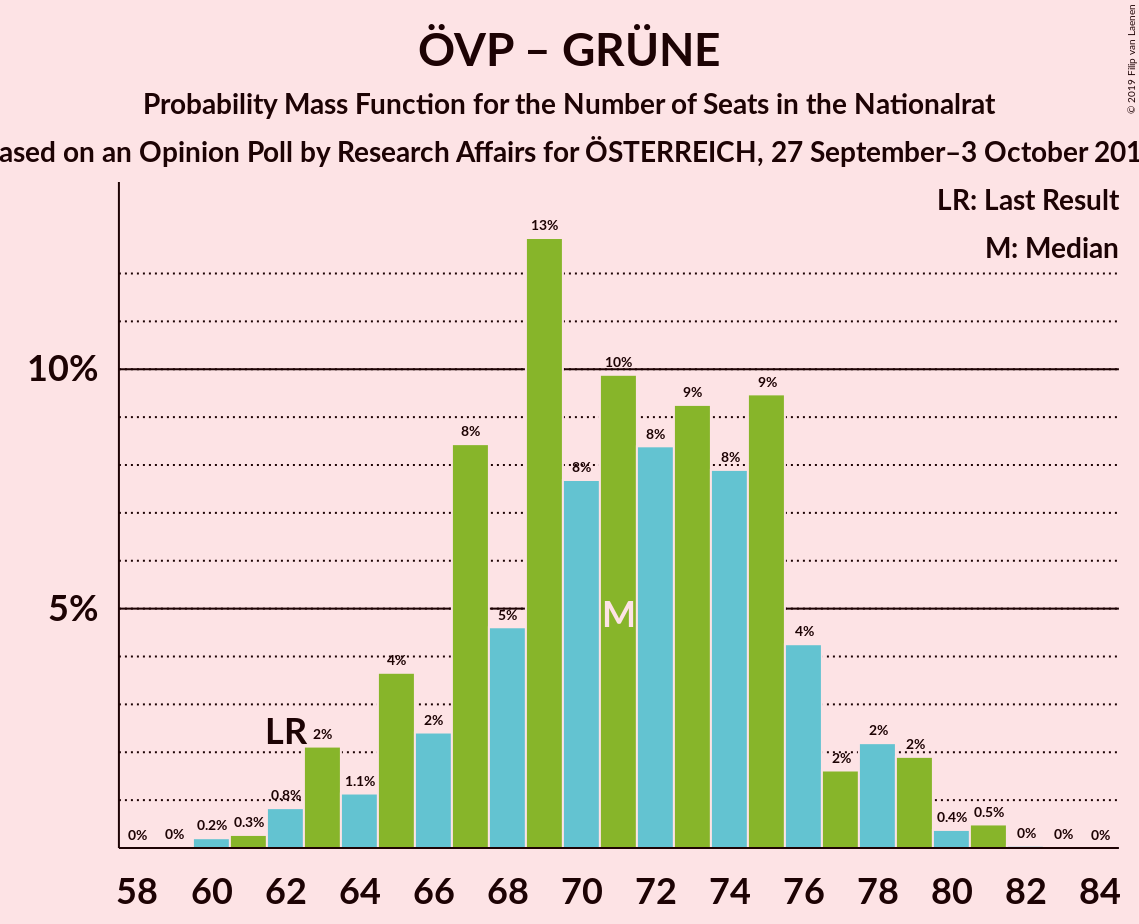 ÖVP – GRÜNE
Probability Mass Function for the Number of Seats in the Nationalrat
ased on an Opinion Poll by Research Affairs for ÖSTERREICH, 27 September–3 October 201
© 2019 Filip van Laenen
LR: Last Result
M: Median
10%
5%
0% 0% 0.2% 0.3% 0.8% 2% 1.1% 4% 2% 8% 5% 13% 8% 10% 8% 9% 8% 9% 4% 2% 2% 2% 0.4% 0.5% 0% 0% 0%
LR
M
58 60 62 64 66 68 70 72 74 76 78 80 82 84